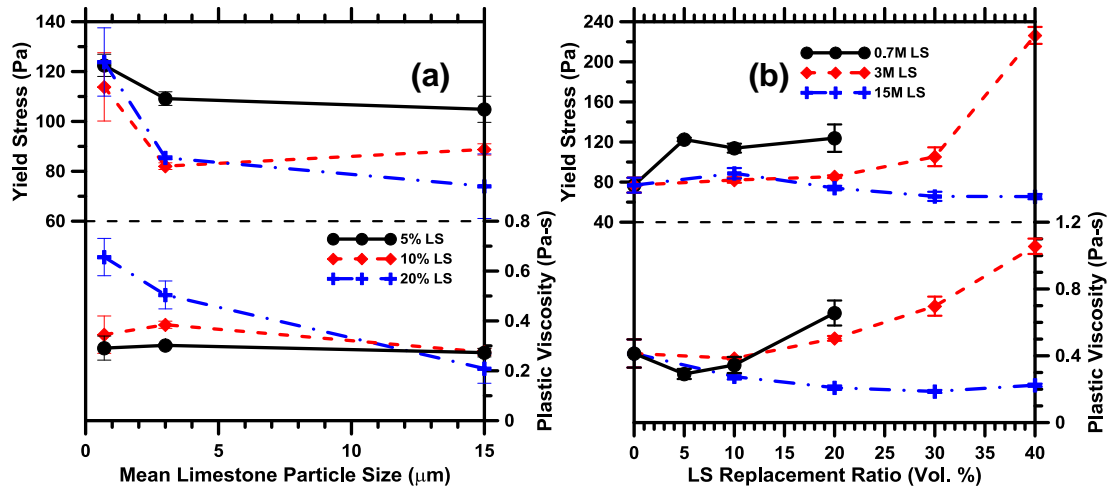 140
120
100
80
60
Yield Stress (Pa)
(a)
5% LS
10% LS
20% LS
0.8
0.6
0.4
0.2
0
Plastic Viscosity (Pa-s)
0
5
10
15
Mean Limestone Particle Size (μm)
240
200
160
120
80
40
Yield Stress (Pa)
(b)
0.7M LS
3M LS
15M LS
1.2
0.8
0.4
0
Plastic Viscosity (Pa-s)
0 5 10 15 20 25 30 35 40
LS Replacement Ratio (Vol. %)